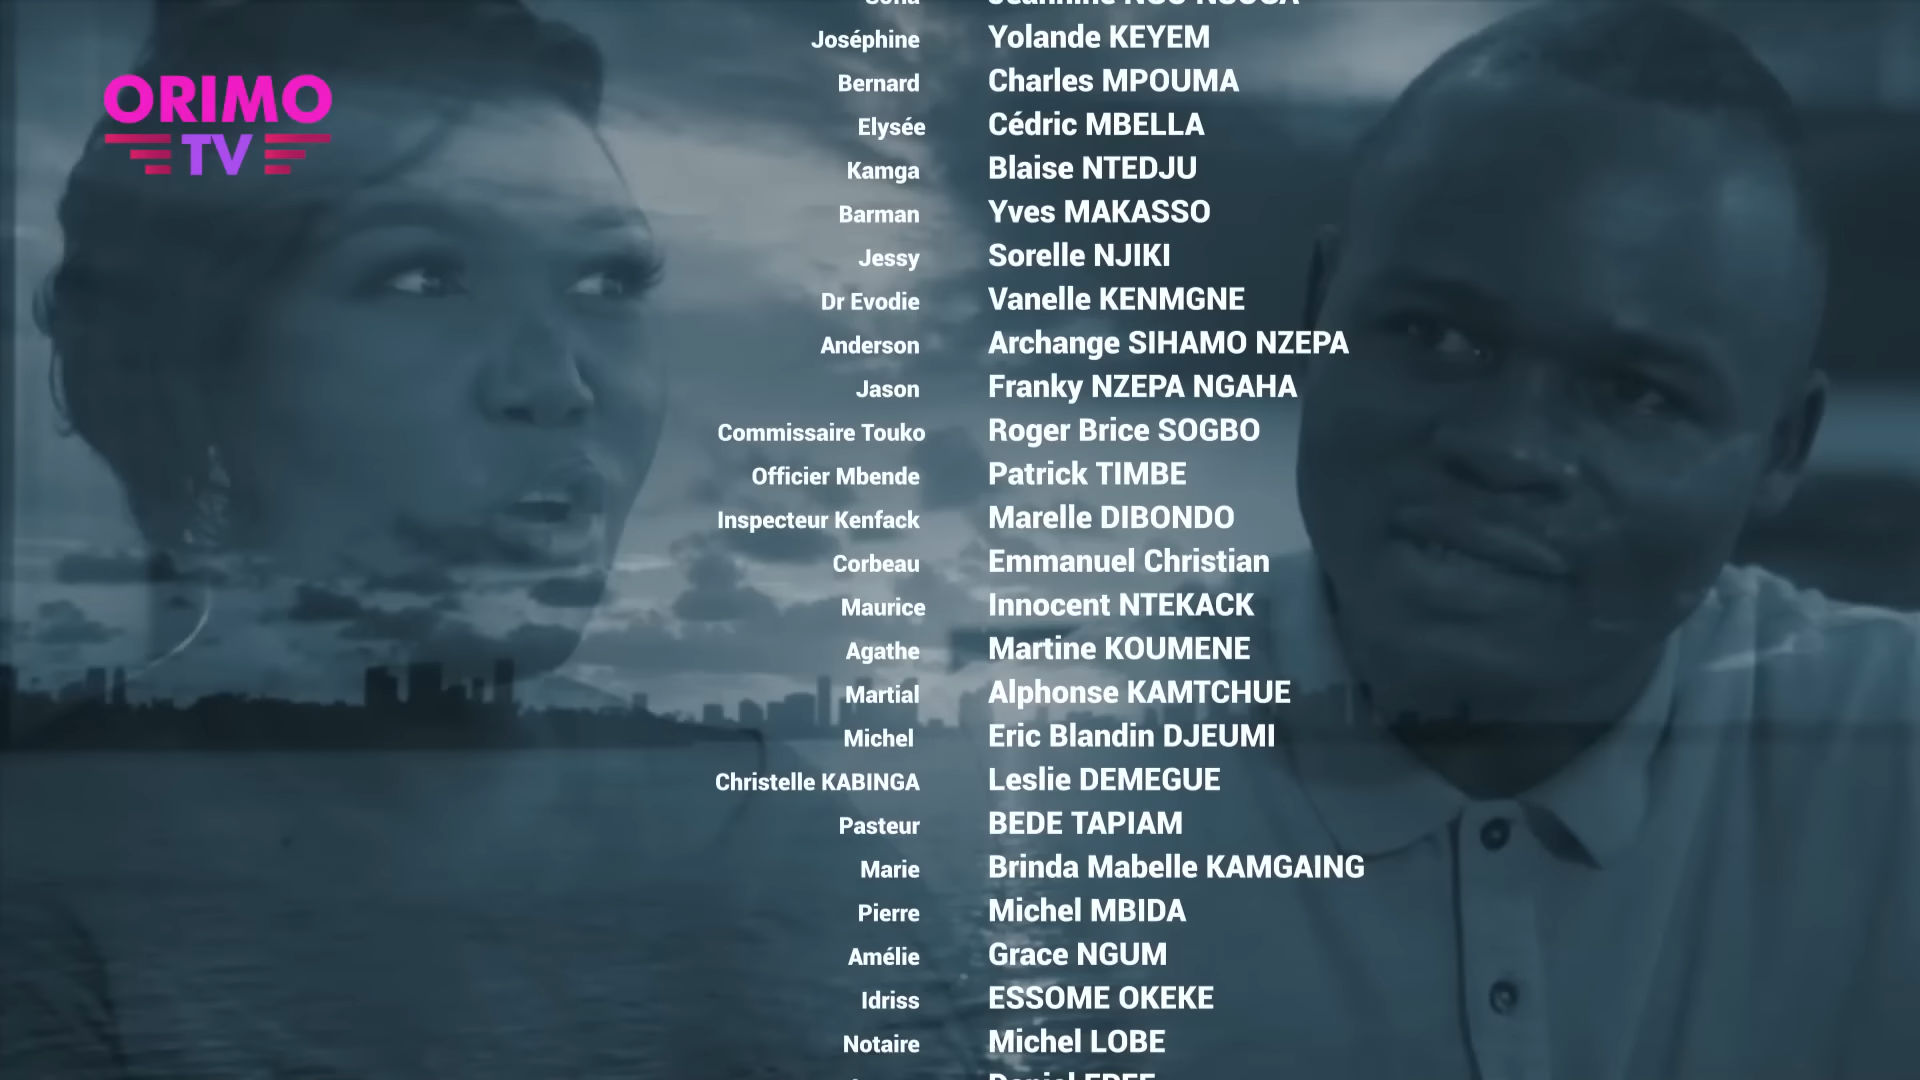 ORIMO
TV
Joséphine Yolande KEYEM
Bernard Charles MPOUMA
Elysée Cédric MBELLA
Kamga Blaise NTEDJU
Barman Yves MAKASSO
Jessy Sorelle NJIKI
Dr Evodie Vanelle KENMGNE
Anderson Archange SIHAMO NZEPA
Jason Franky NZEPA NGAHA
Commissaire Touko Roger Brice SOGBO
Officier Mbende Patrick TIMBE
Inspecteur Kenfack Marelle DIBONDO
Corbeau Emmanuel Christian
Maurice Innocent NTEKACK
Agathe Martine KOUMENE
Martial Alphonse KAMTCHUE
Michel Eric Blandin DJEUMI
Christelle KABINGA Leslie DEMEGUE
Pasteur BEDE TAPIAM
Marie Brinda Mabelle KAMGAING
Pierre Michel MBIDA
Amélie Grace NGUM
Idriss ESSOME OKEKE
Notaire Michel LOBE